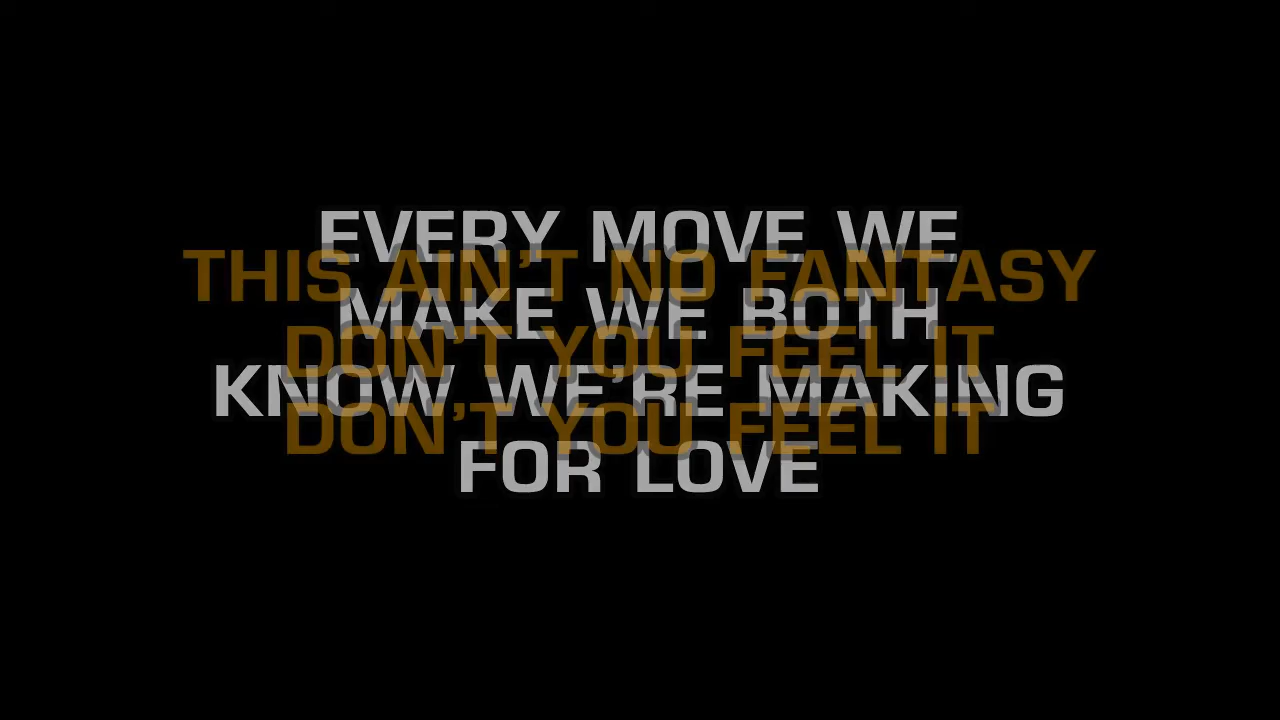 EVERY MOVE WE
THIS AIN'T NO FANTASY
MAKE WE BOTH
DON'T YOU FEEL IT
KNOW WE'RE MAKING
DON'T YOU FEEL IT
FOR LOVE